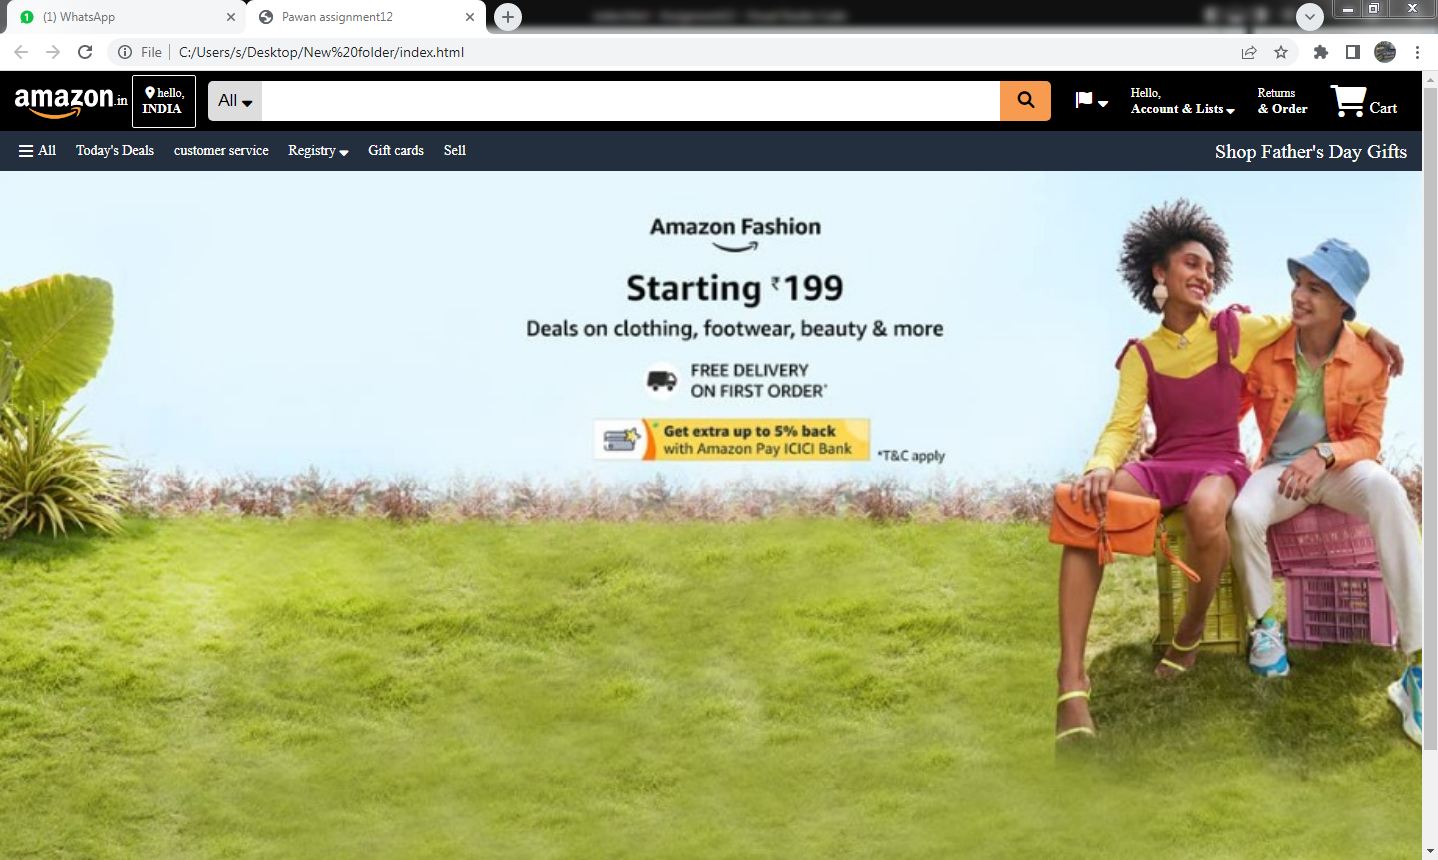 (1) WhatsApp
Pawan assignment12
File
C:/Users/s/Desktop/New%20folder/index.html
amazon.in
hello,
INDIA
All
Hello,
Account & Lists
Returns
& Order
Cart
All
Today's Deals
customer service
Registry
Gift cards
Sell
Shop Father's Day Gifts
Amazon Fashion
Starting ₹199
Deals on clothing, footwear, beauty & more
FREE DELIVERY
ON FIRST ORDER*
Get extra up to 5% back
with Amazon Pay ICICI Bank
*T&C apply